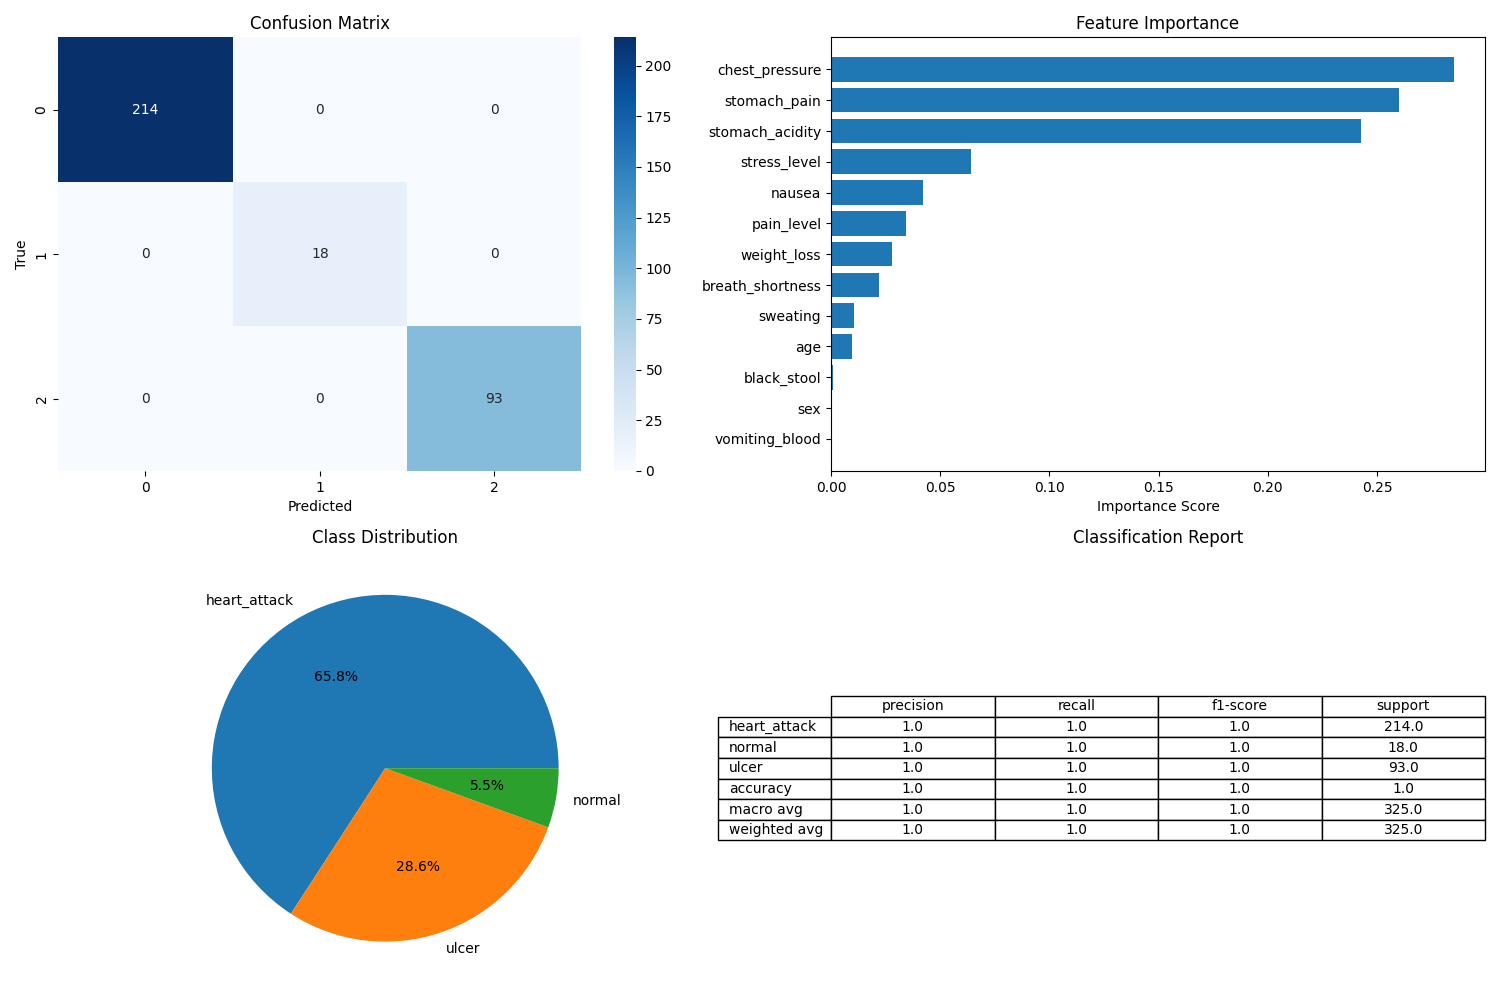 Confusion Matrix
214 0 0
0 18 0
0 0 93
0
1
2
True
0 1 2
Predicted
200
175
150
125
100
75
50
25
0
Feature Importance
chest_pressure
stomach_pain
stomach_acidity
stress_level
nausea
pain_level
weight_loss
breath_shortness
sweating
age
black_stool
sex
vomiting_blood
0.00 0.05 0.10 0.15 0.20 0.25
Importance Score
Class Distribution
heart_attack
65.8%
5.5%
normal
28.6%
ulcer
Classification Report
precision recall f1-score support
heart_attack 1.0 1.0 1.0 214.0
normal 1.0 1.0 1.0 18.0
ulcer 1.0 1.0 1.0 93.0
accuracy 1.0 1.0 1.0 1.0
macro avg 1.0 1.0 1.0 325.0
weighted avg 1.0 1.0 1.0 325.0